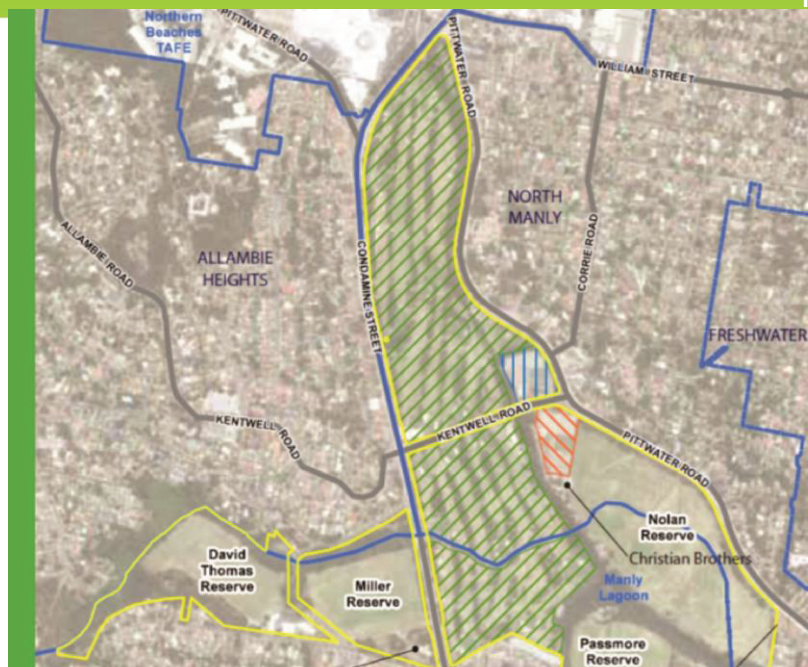 Northern
Beaches
TAFE
PITTWATER ROAD
PITTWATER ROAD
WILLIAM STREET
NORTH
MANLY
ALLAMBIE ROAD
ALLAMBIE
HEIGHTS
CONDAMINE STREET
CORRIE ROAD
FRESHWATER
KENTWELL ROAD
KENTWELL ROAD
PITTWATER ROAD
Nolan
Reserve
Christian Brothers
David
Thomas
Reserve
Miller
Reserve
Manly
Lagoon
Passmore
Reserve